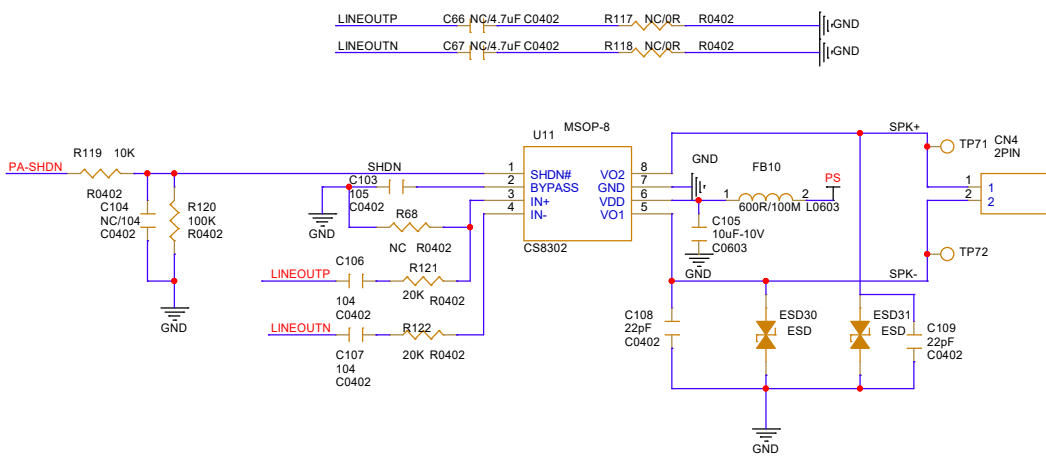 LINEOUTP C66 NC/4.7uF C0402 R117 NC/0R R0402 GND
LINEOUTN C67 NC/4.7uF C0402 R118 NC/0R R0402 GND
MSOP-8
U11
SPK+
TP71 CN4
2PIN
R119 10K
PA-SHDN
SHDN
GND
FB10
PS
1 SHDN# VO2 8
2 BYPASS GND 7
3 IN+ VDD 6
4 IN- VO1 5
CS8302
1 2
600R/100M L0603
1 1
2 2
R0402
C104
NC/104
C0402
R120
100K
R0402
C103
105
C0402
GND
R68
NC R0402
C105
10uF-10V
C0603
GND
TP72
SPK-
C106
LINEOUTP
R121
20K R0402
104
C0402
GND
LINEOUTN
R122
20K R0402
C107
104
C0402
C108
22pF
C0402
ESD30
ESD
ESD31
ESD
C109
22pF
C0402
GND